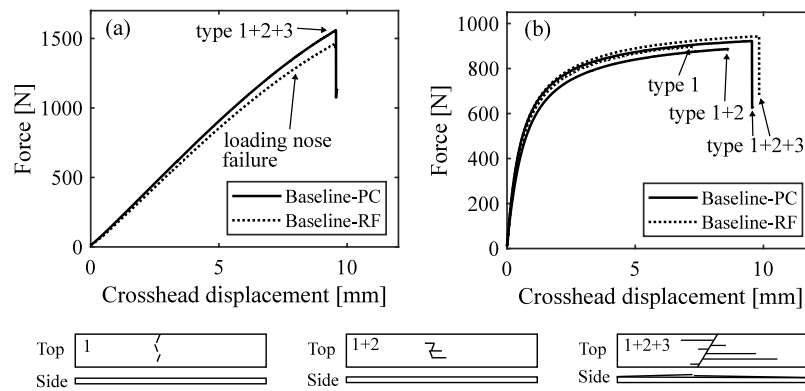 (a)
type 1+2+3
loading nose
failure
Baseline-PC
Baseline-RF
Force [N]
0
500
1000
1500
0
5
10
Crosshead displacement [mm]
(b)
type 1
type 1+2
type 1+2+3
Baseline-PC
Baseline-RF
Force [N]
0
200
400
600
800
1000
0
5
10
Crosshead displacement [mm]
Top
1
Side
Top
1+2
Side
Top
1+2+3
Side